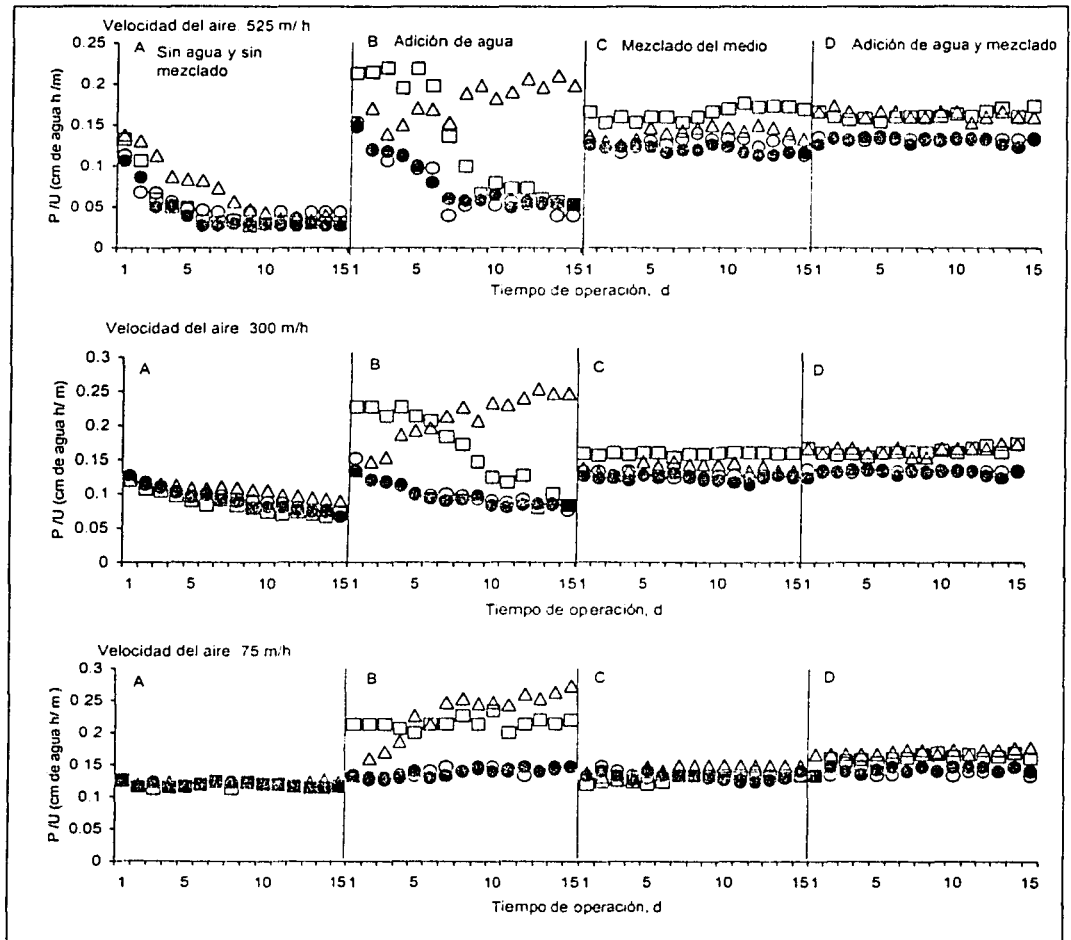 Velocidad del aire 525 m/ h
A Sin agua y sin mezclado
B Adición de agua
C Mezclado del medio
D Adición de agua y mezclado
P /U (cm de agua h /m)
0.25
0.2
0.15
0.1
0 05
0
1 5 10 15 1 5 10 15 1 5 10 15 1 5 10 15
Tiempo de operación, d
Velocidad del aire 300 m/h
A B C D
P /U (cm de agua h/ m)
0.3
0.25
0.2
0.15
0.1
0.05
0
1 5 10 15 1 5 10 15 1 5 10 15 1 5 10 15
Tiempo de operación, d
Velocidad del aire 75 m/h
A B C D
P /U (cm de agua h/ m)
0.3
0.25
0.2
0.15
0.1
0.05
0
1 5 10 15 1 5 10 15 1 5 10 15 1 5 10 15
Tiempo de operación, d